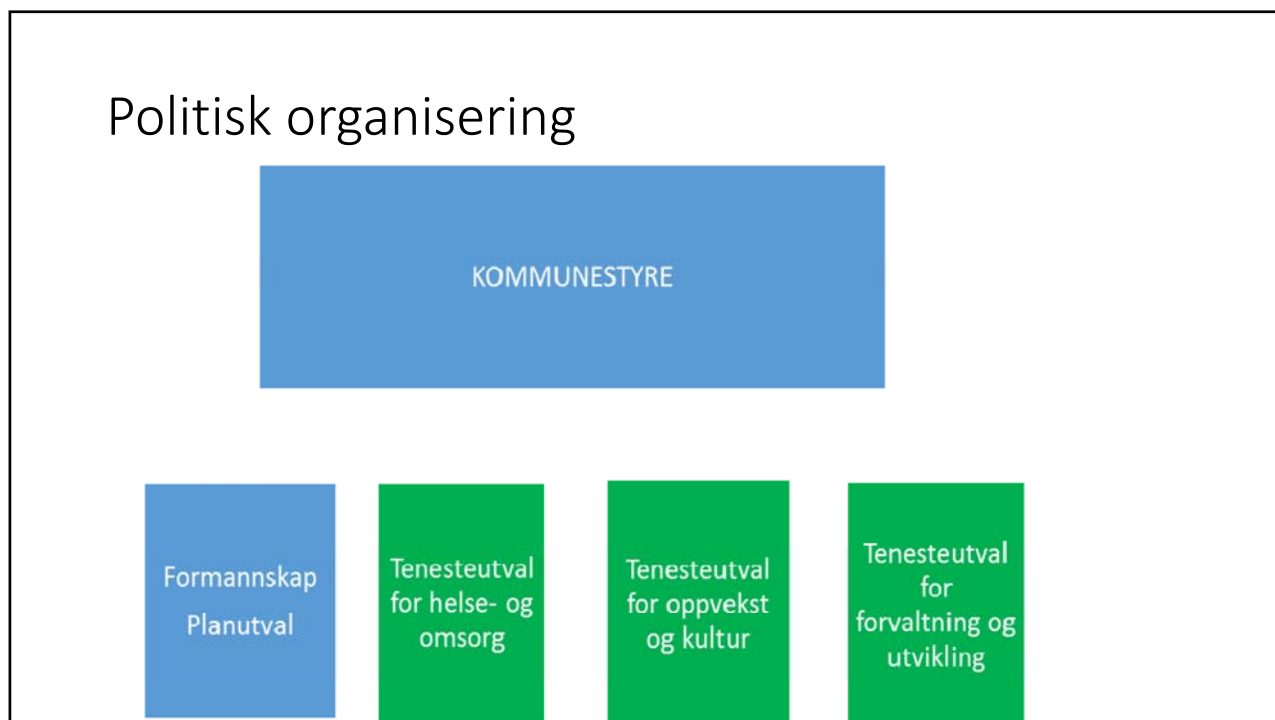 Politisk organisering
KOMMUNESTYRE
Formannskap
Planutval
Tenesteutval
for helse- og
omsorg
Tenesteutval
for oppvekst
og kultur
Tenesteutval
for
forvaltning og
utvikling